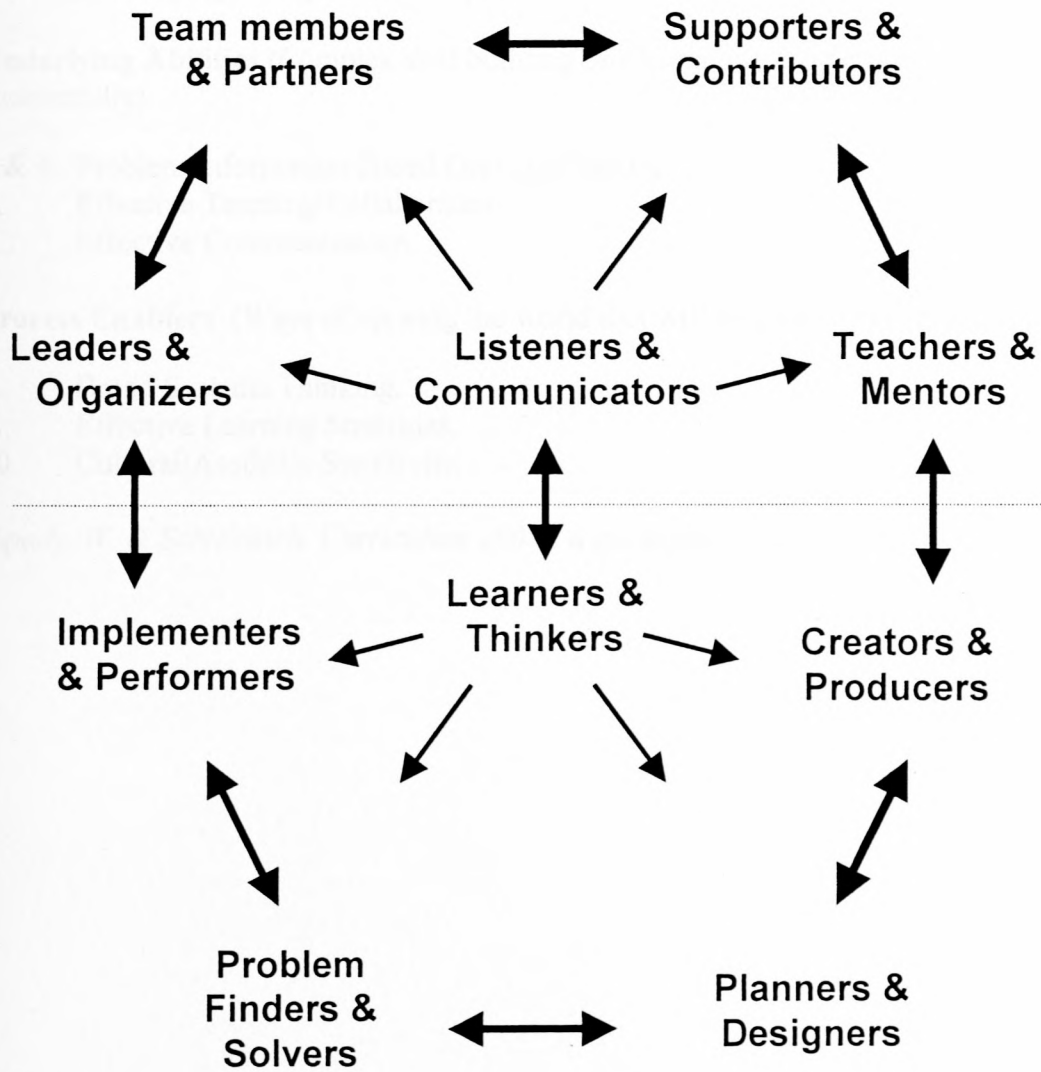 Team members
& Partners
Supporters &
Contributors
Leaders &
Organizers
Listeners &
Communicators
Teachers &
Mentors
Implementers
& Performers
Learners &
Thinkers
Creators &
Producers
Problem
Finders &
Solvers
Planners &
Designers